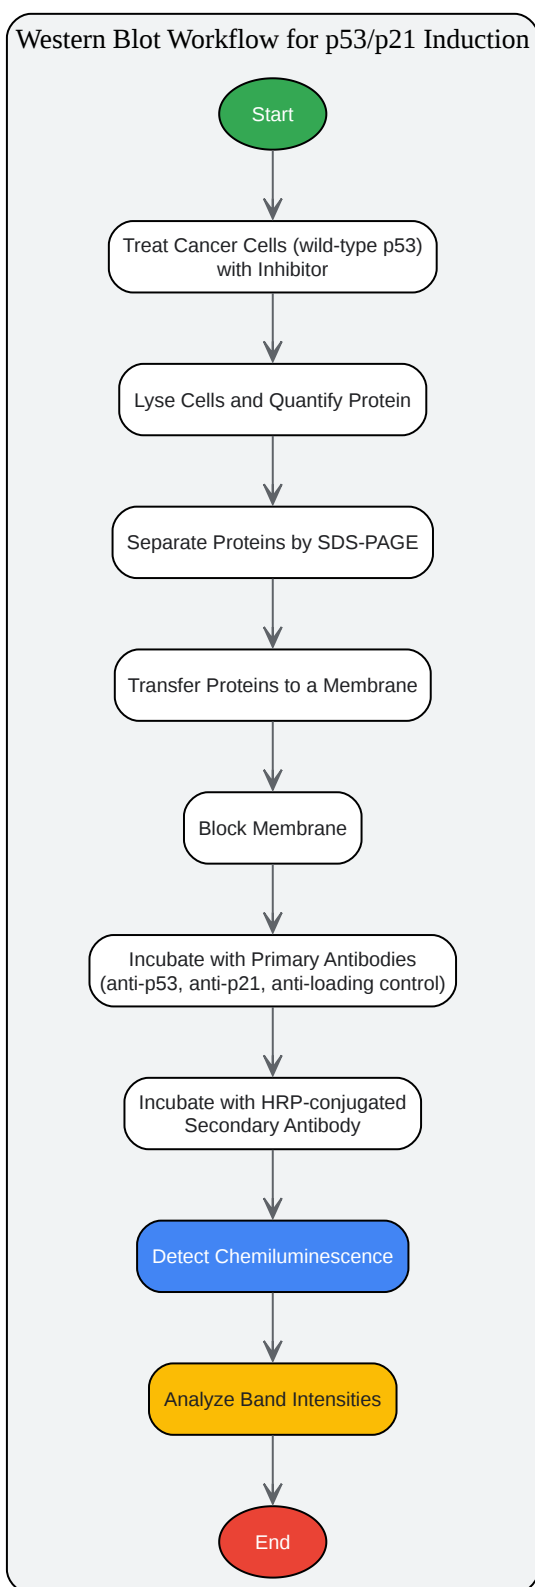 Western Blot Workflow for p53/p21 Induction
Start
Treat Cancer Cells (wild-type p53)
with Inhibitor
Lyse Cells and Quantify Protein
Separate Proteins by SDS-PAGE
Transfer Proteins to a Membrane
Block Membrane
Incubate with Primary Antibodies
(anti-p53, anti-p21, anti-loading control)
Incubate with HRP-conjugated
Secondary Antibody
Detect Chemiluminescence
Analyze Band Intensities
End